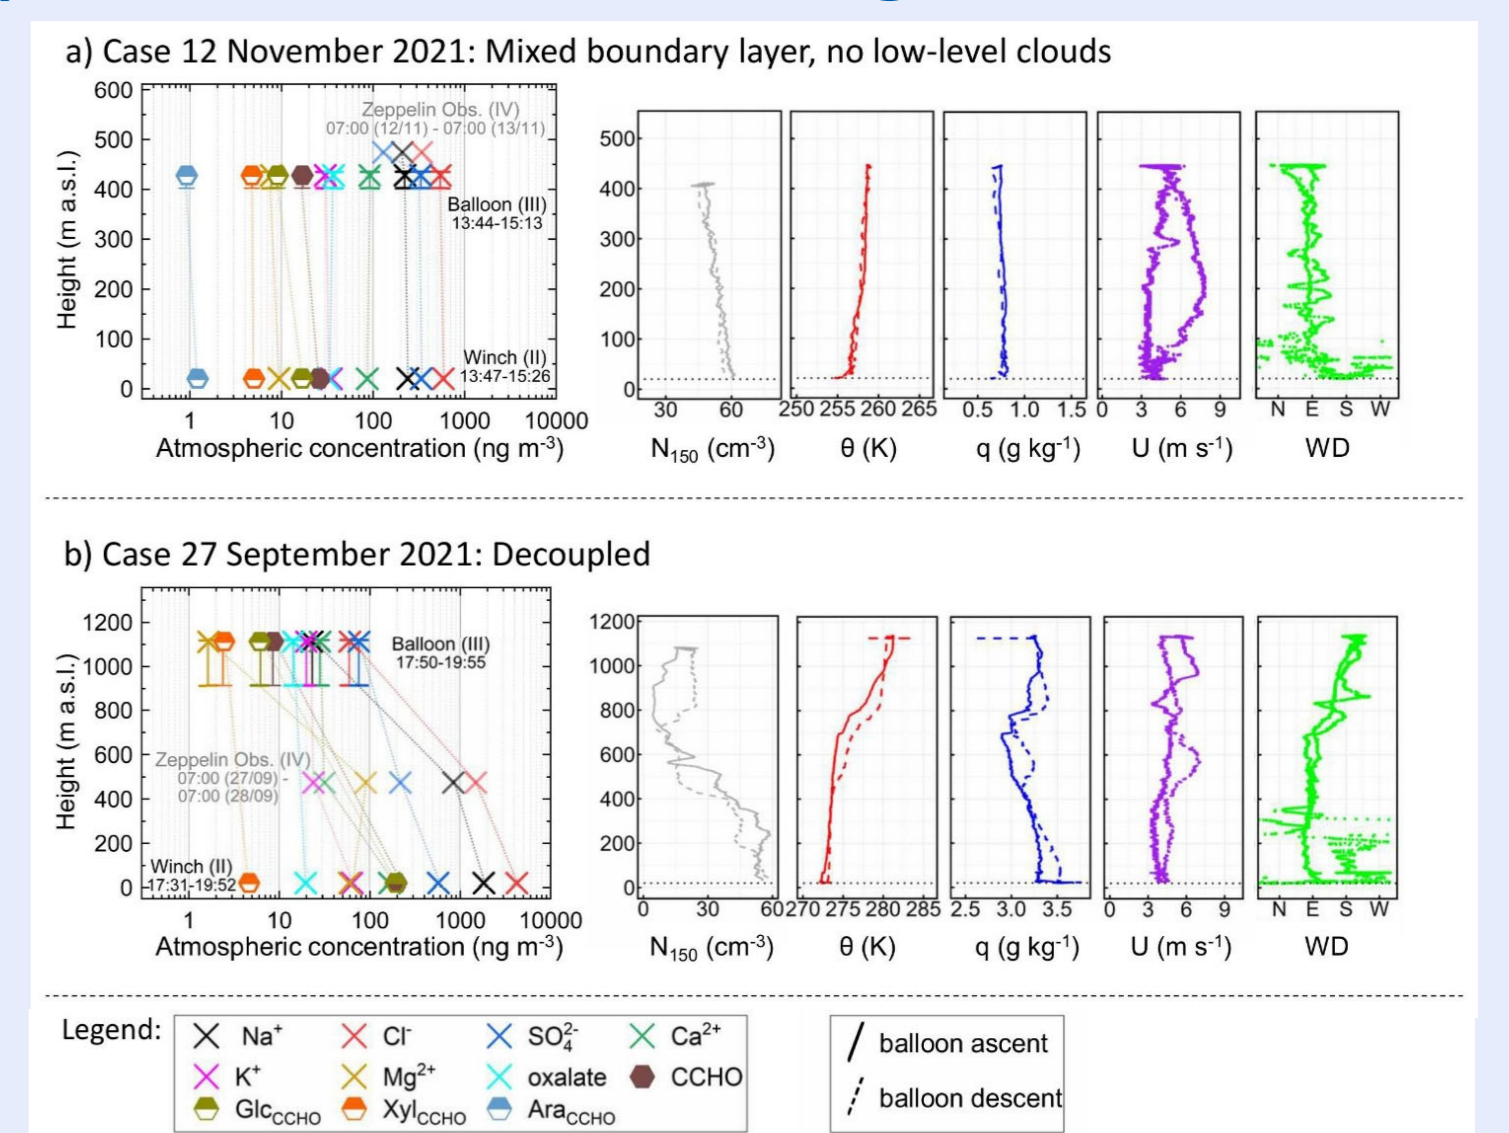 a) Case 12 November 2021: Mixed boundary layer, no low-level clouds
Height (m a.s.l.)
600
500
400
300
200
100
0
Zeppelin Obs. (IV)
07:00 (12/11) - 07:00 (13/11)
Balloon (III)
13:44-15:13
Winch (II)
13:47-15:26
1 10 100 1000 10000
Atmospheric concentration (ng m⁻³)
500
400
300
200
100
0
30 60
N₁₅₀ (cm⁻³)
250 255 260 265
θ (K)
0.5 1.0 1.5
q (g kg⁻¹)
0 3 6 9
U (m s⁻¹)
N E S W
WD
b) Case 27 September 2021: Decoupled
Height (m a.s.l.)
1200
1000
800
600
400
200
0
Balloon (III)
17:50-19:55
Zeppelin Obs. (IV)
07:00 (27/09) -
07:00 (28/09)
Winch (II)
17:31-19:52
1 10 100 1000 10000
Atmospheric concentration (ng m⁻³)
1200
1000
800
600
400
200
0
0 30 60
N₁₅₀ (cm⁻³)
270 275 280 285
θ (K)
2.5 3.0 3.5
q (g kg⁻¹)
0 3 6 9
U (m s⁻¹)
N E S W
WD
Legend:
Na⁺ Cl⁻ SO₄²⁻ Ca²⁺
K⁺ Mg²⁺ oxalate CCHO
Glc_CCHO Xyl_CCHO Ara_CCHO
balloon ascent
balloon descent